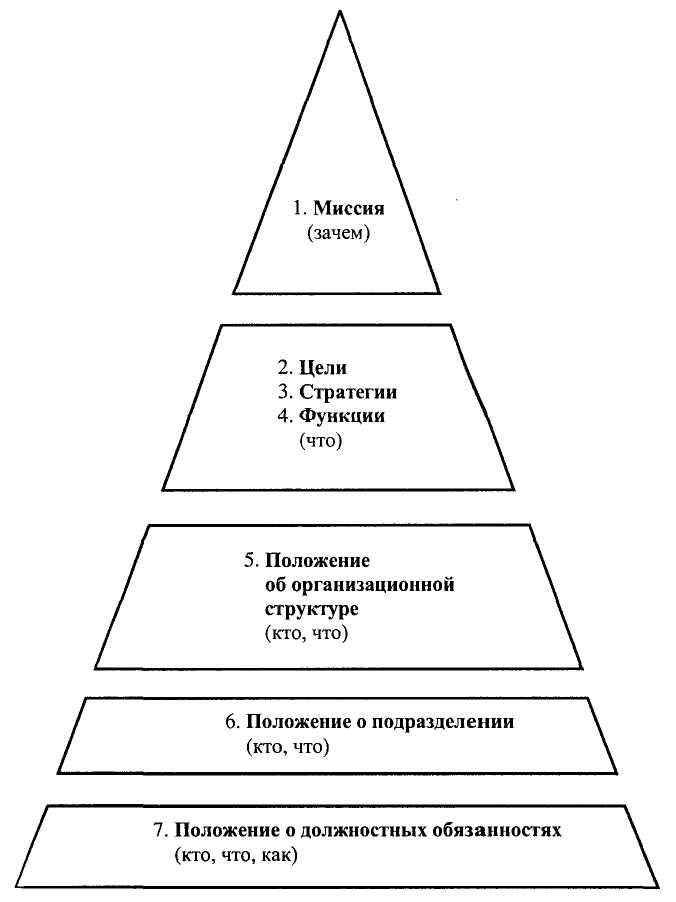 1. Миссия
(зачем)
2. Цели
3. Стратегии
4. Функции
(что)
5. Положение
об организационной
структуре
(кто, что)
6. Положение о подразделении
(кто, что)
7. Положение о должностных обязанностях
(кто, что, как)